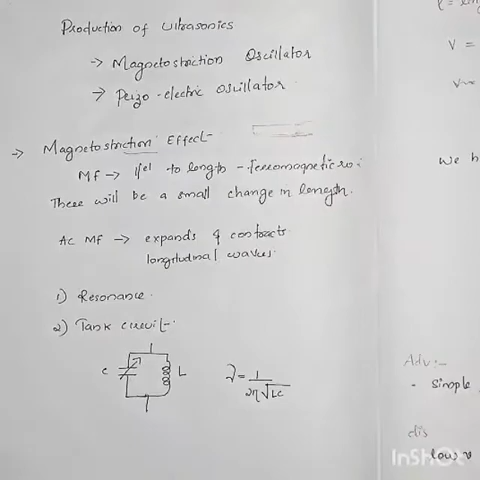 Production of Ultrasonics
-> Magnetostriction Oscillator
-> Peizo-electric oscillator
-> Magnetostriction Effect-
MF -> llel to length - ferromagnetic ro
There will be a small change in length.
AC MF -> expands & contracts
longitudinal waves.
1) Resonance.
2) Tank circuit-
C
L
ν = 1/2π√LC
V =
We h
Adv:-
- Simple
dis
low
InShot